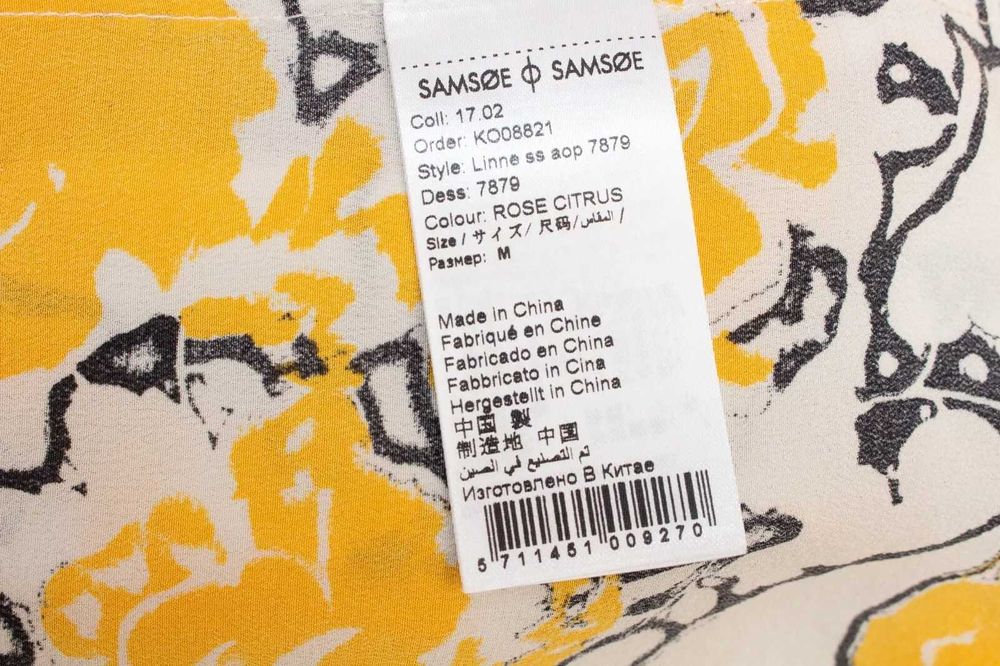 SAMSØE ɸ SAMSØE
Coll: 17.02
Order: KO08821
Style: Linne ss aop 7879
Dess: 7879
Colour: ROSE CITRUS
Size / サイズ/ 尺码/المقاس /
Размер: M
Made in China
Fabriqué en Chine
Fabricado en China
Fabbricato in Cina
Hergestellt in China
中国 製
制造地 中国
تم التصنيع في الصين
Изготовлено В Китае
5 711451 009270